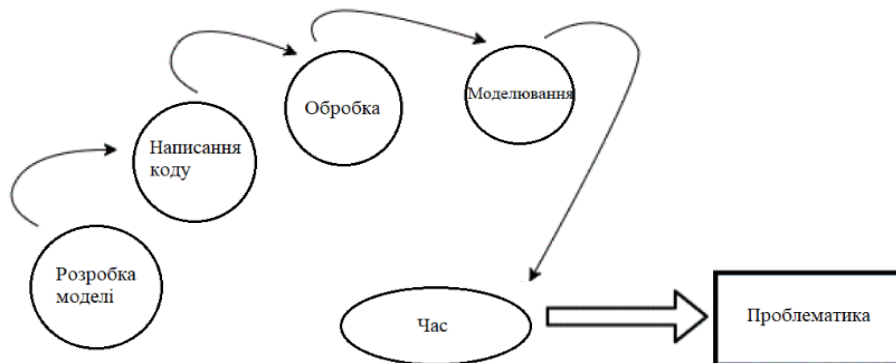 Розробка
моделі
Написання
коду
Обробка
Моделювання
Час
Проблематика